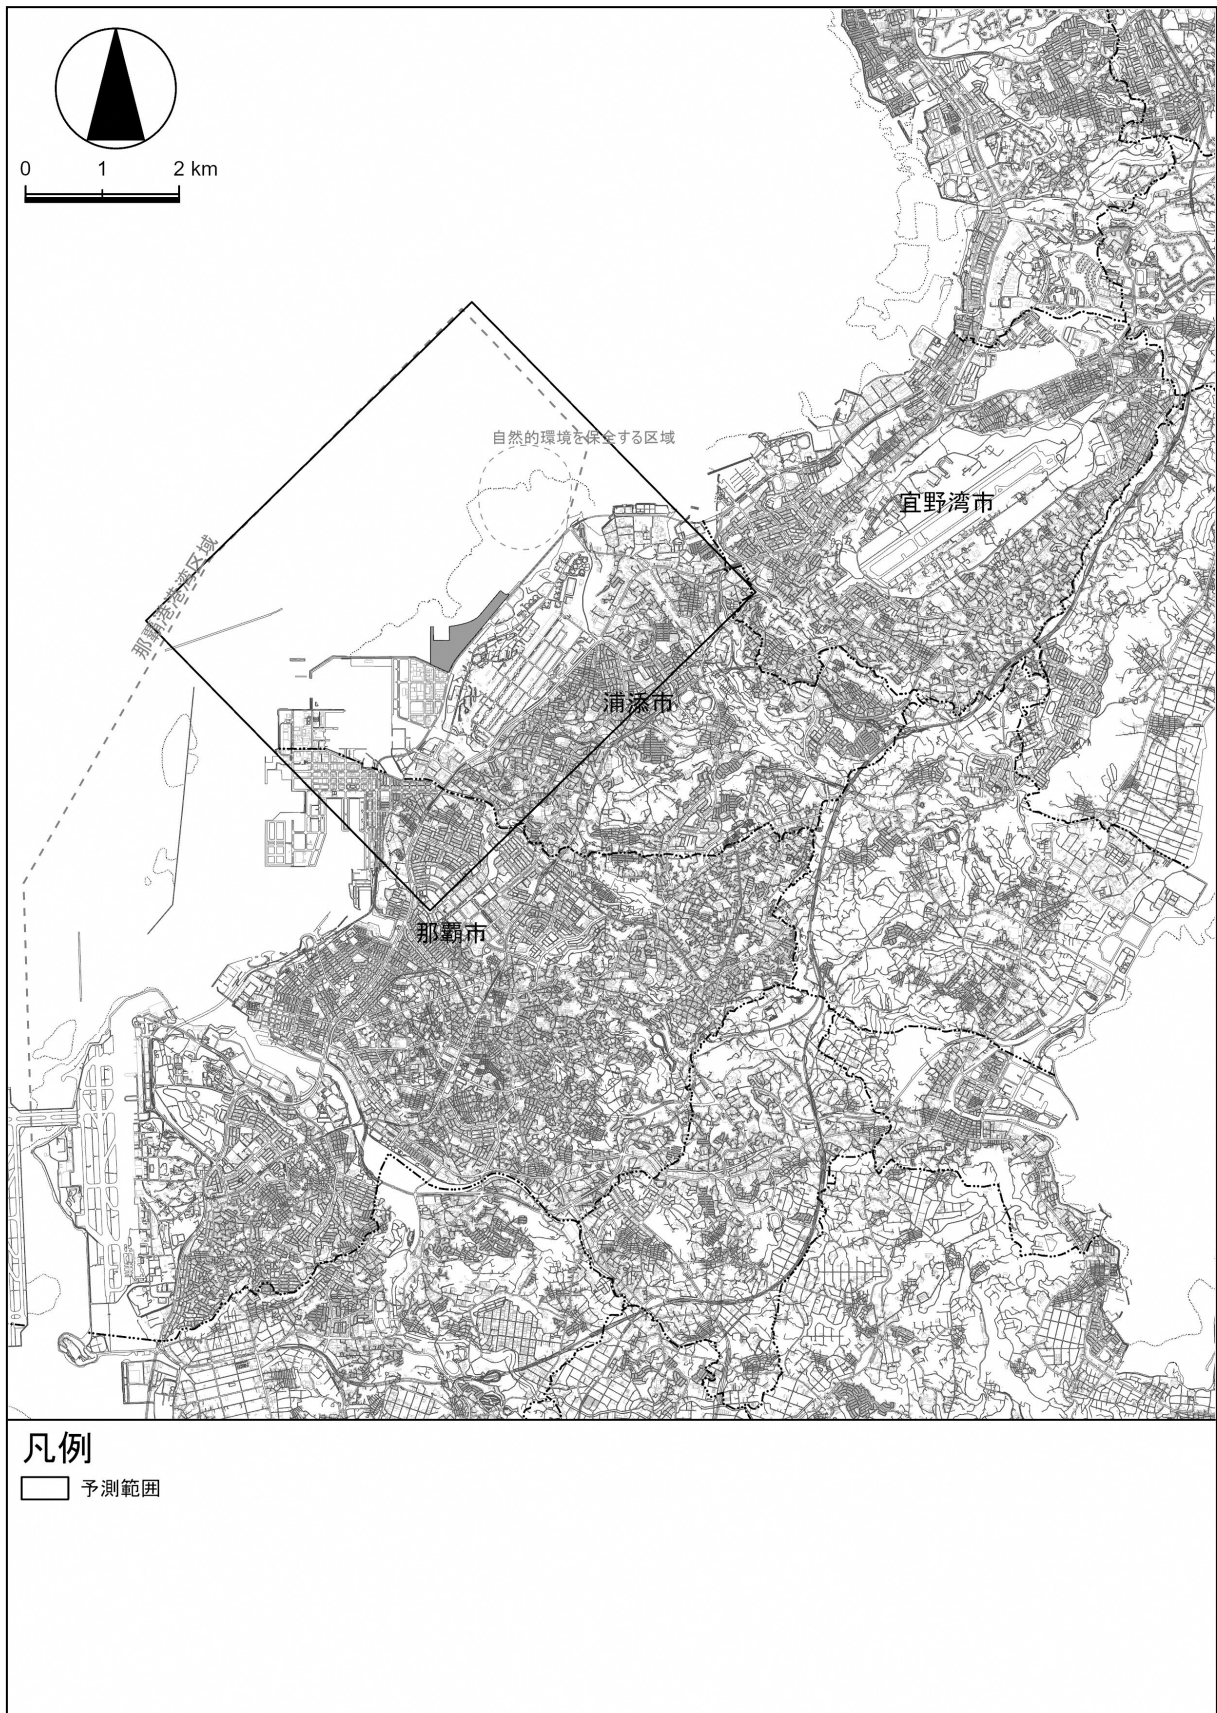 0 1 2 km
自然的環境を保全する区域
宜野湾市
那覇港港湾区域
浦添市
那覇市
凡例
予測範囲